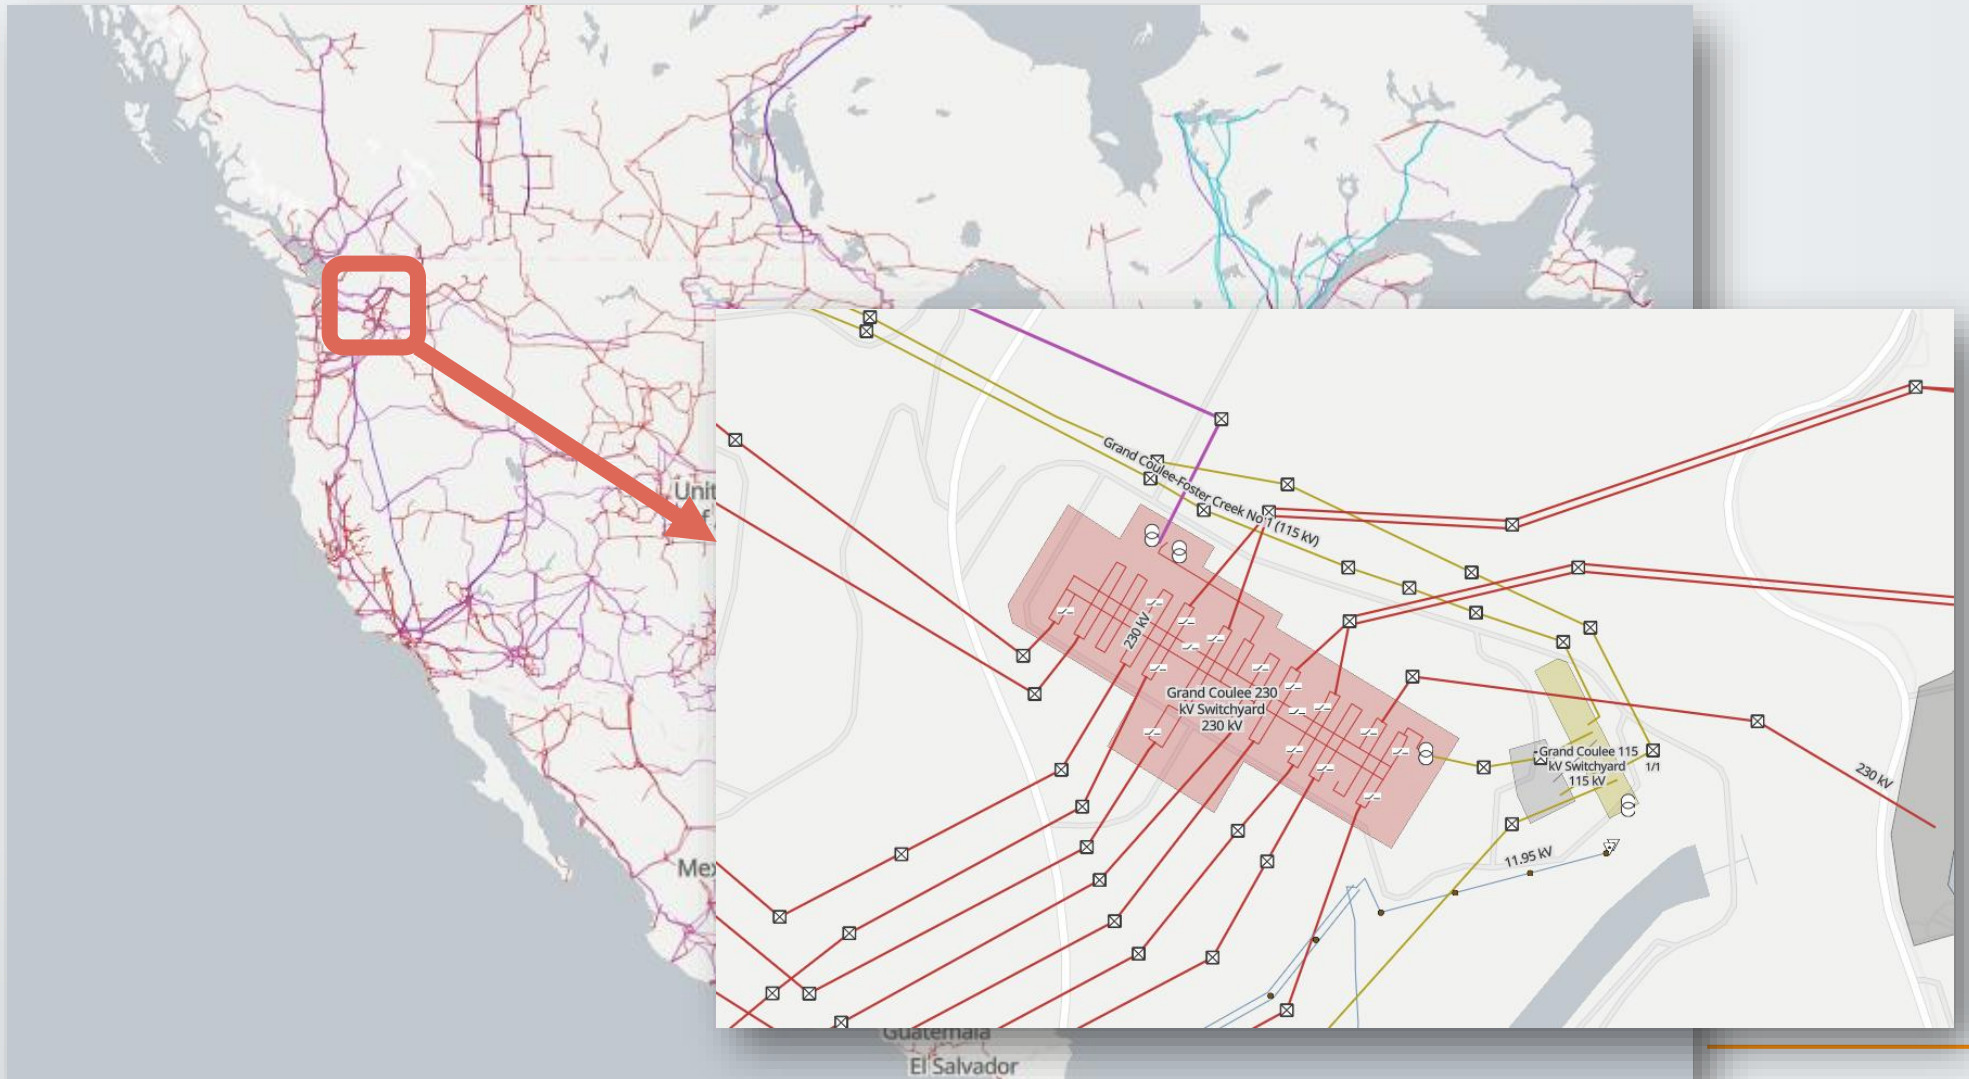 Unit
Mex
Guatemala
El Salvador
Grand Coulee-Foster Creek No 1 (115 kV)
230 kV
Grand Coulee 230
kV Switchyard
230 kV
Grand Coulee 115
kV Switchyard
115 kV
1/1
230 kV
11.95 kV